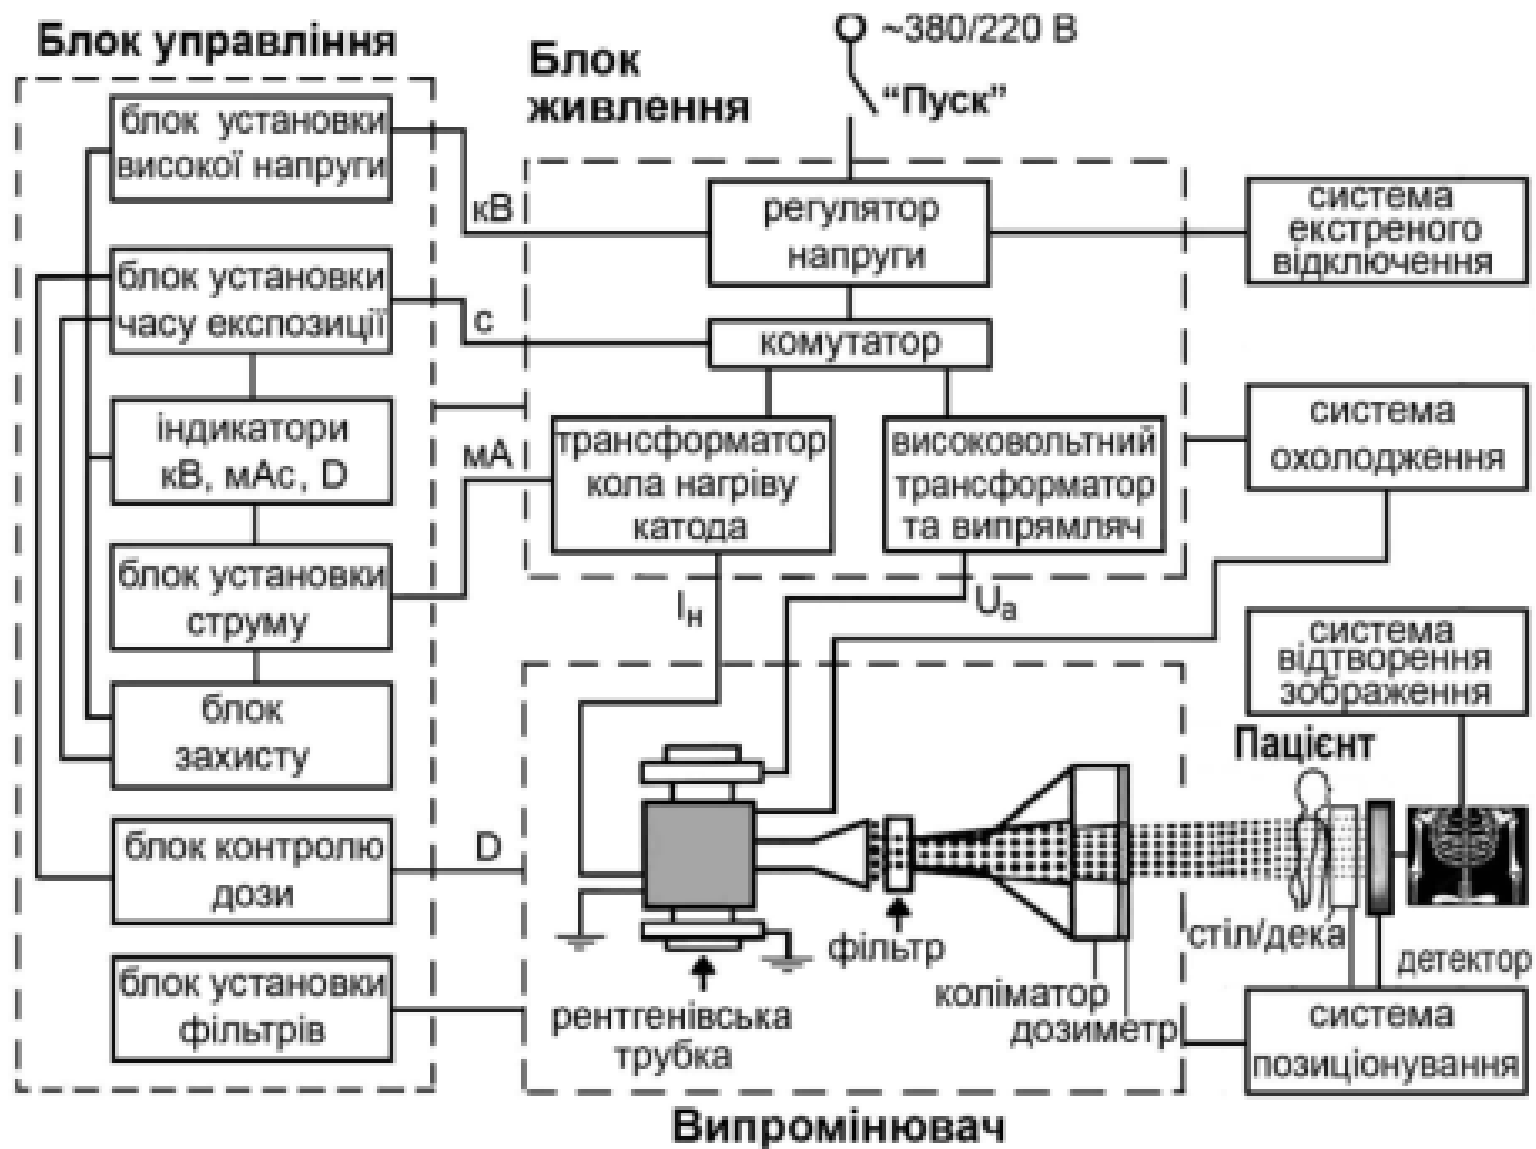 Блок управління
блок установки
високої напруги
блок установки
часу експозиції
індикатори
кВ, мАс, D
блок установки
струму
блок
захисту
блок контролю
дози
блок установки
фільтрів
кВ
с
мА
D
Блок
живлення
~380/220 В
“Пуск”
регулятор
напруги
комутатор
трансформатор
кола нагріву
катода
високовольтний
трансформатор
та випрямляч
Iн
Uа
система
екстреного
відключення
система
охолодження
система
відтворення
зображення
Пацієнт
стіл/дека
детектор
система
позиціонування
фільтр
коліматор
дозиметр
рентгенівська
трубка
Випромінювач